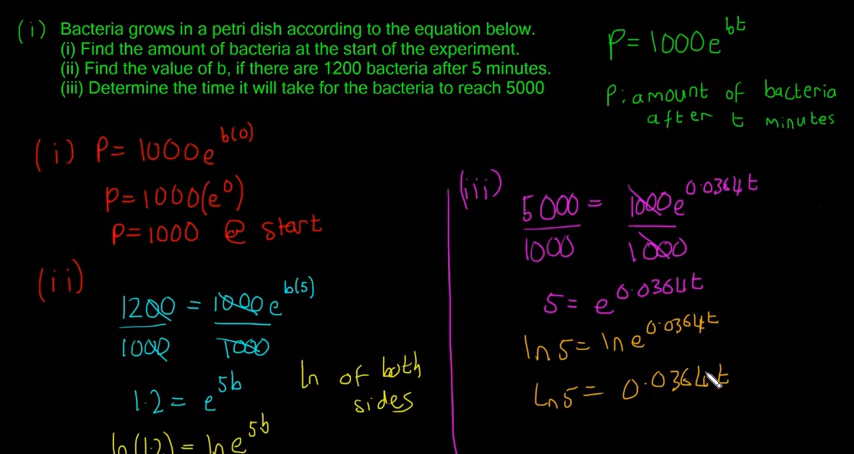 (i) Bacteria grows in a petri dish according to the equation below.
(i) Find the amount of bacteria at the start of the experiment.
(ii) Find the value of b, if there are 1200 bacteria after 5 minutes.
(iii) Determine the time it will take for the bacteria to reach 5000
P = 1000e^{bt}
P: amount of bacteria
after t minutes
(i) P = 1000e^{b(0)}
P = 1000(e^0)
P = 1000 @ start
(ii)
1200/1000 = 1000e^{b(5)}/1000
1.2 = e^{5b}
ln of both
sides
ln(1.2) = ln e^{5b}
(iii)
5000/1000 = 1000e^{0.0364t}/1000
5 = e^{0.0364t}
ln 5 = ln e^{0.0364t}
ln 5 = 0.0364t